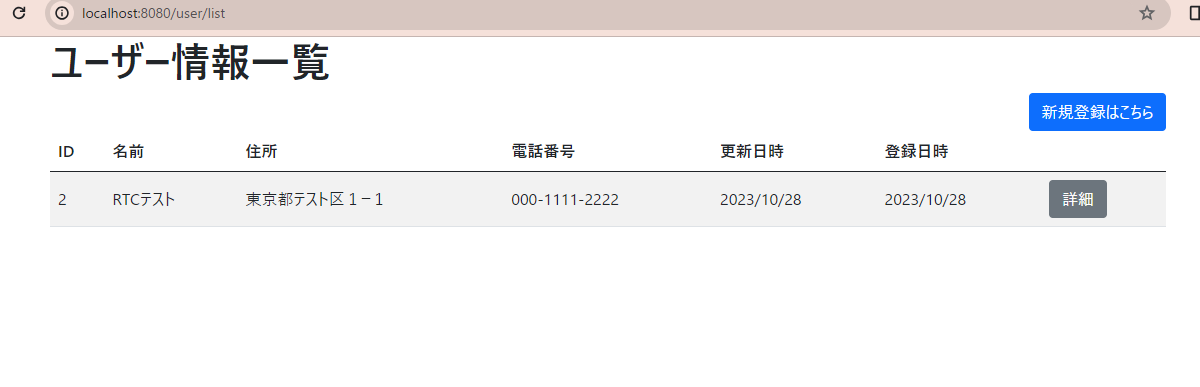 localhost:8080/user/list
ユーザー情報一覧
新規登録はこちら
ID 名前 住所 電話番号 更新日時 登録日時
2 RTCテスト 東京都テスト区１－１ 000-1111-2222 2023/10/28 2023/10/28 詳細